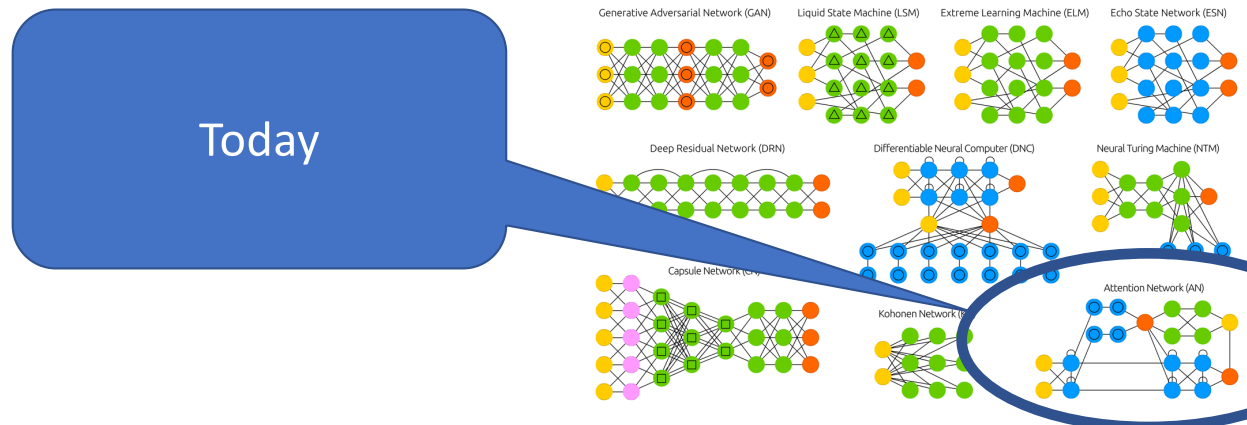 Generative Adversarial Network (GAN)
Liquid State Machine (LSM)
Extreme Learning Machine (ELM)
Echo State Network (ESN)
Today
Deep Residual Network (DRN)
Differentiable Neural Computer (DNC)
Neural Turing Machine (NTM)
Capsule Network
Attention Network (AN)
Kohonen Network